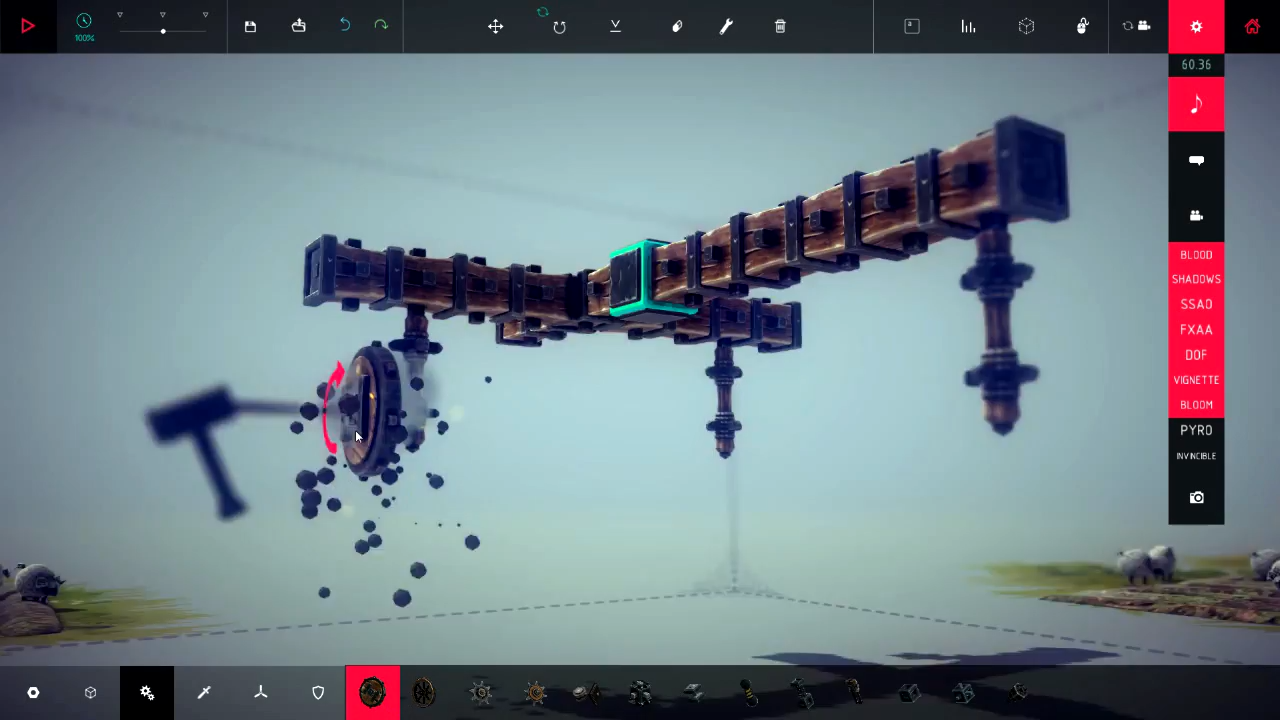 100%
60.36
BLOOD
SHADOWS
SSAO
FXAA
DOF
VIGNETTE
BLOOM
PYRO
INVINCIBLE